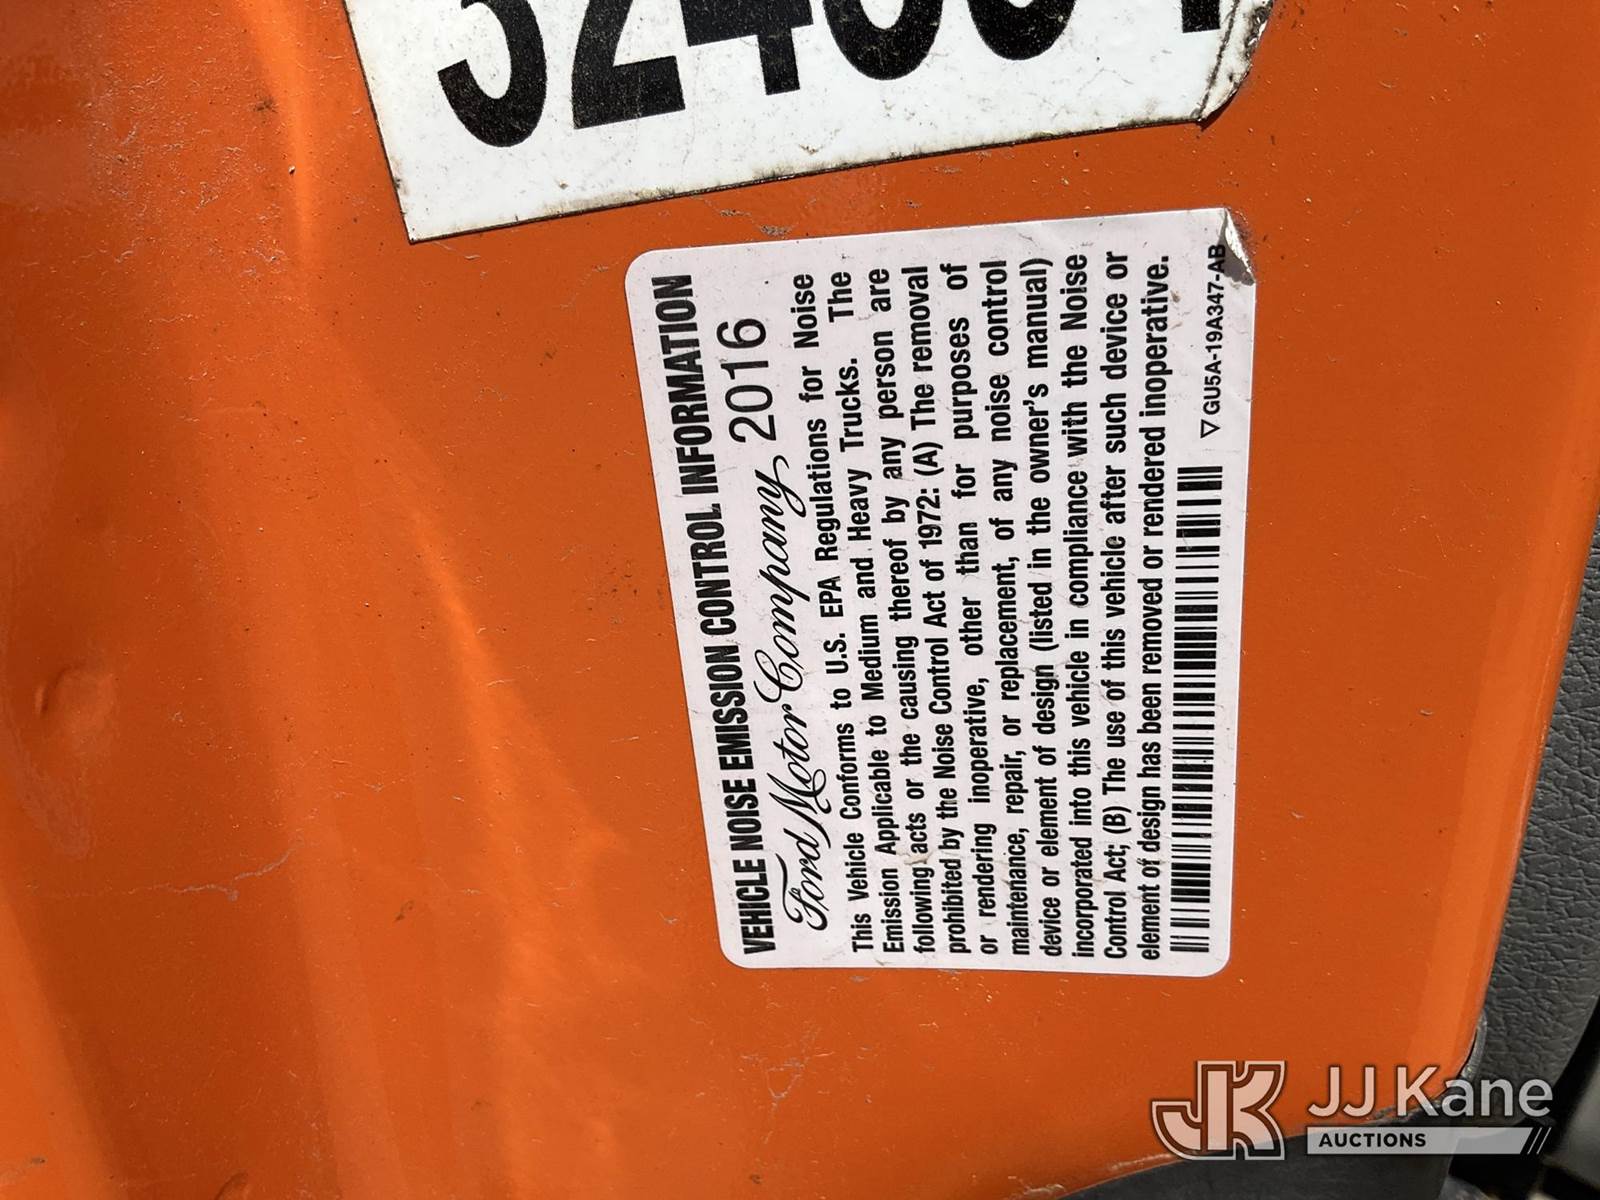 VEHICLE NOISE EMISSION CONTROL INFORMATION
Ford Motor Company 2016
This Vehicle Conforms to U.S. EPA Regulations for Noise
Emission Applicable to Medium and Heavy Trucks. The
following acts or the causing thereof by any person are
prohibited by the Noise Control Act of 1972: (A) The removal
or rendering inoperative, other than for purposes of
maintenance, repair, or replacement, of any noise control
device or element of design (listed in the owner's manual)
incorporated into this vehicle in compliance with the Noise
Control Act; (B) The use of this vehicle after such device or
element of design has been removed or rendered inoperative.
▽GU5A-19A347-AB
JK JJ Kane
AUCTIONS